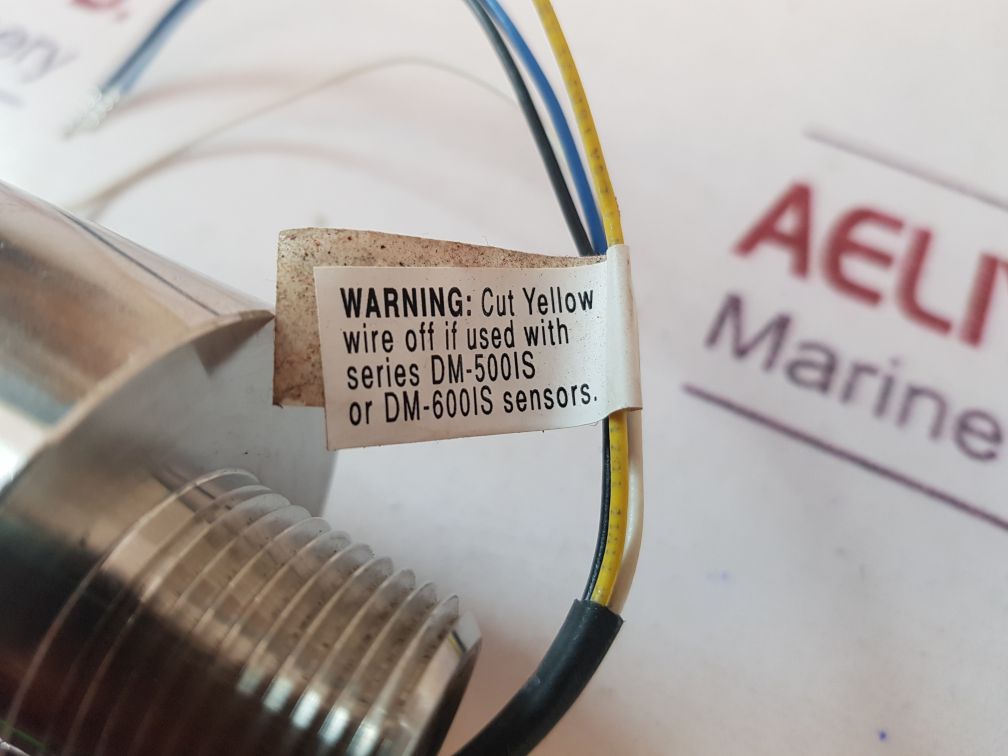 WARNING: Cut Yellow
wire off if used with
series DM-500IS
or DM-600IS sensors.
AELI
Marine